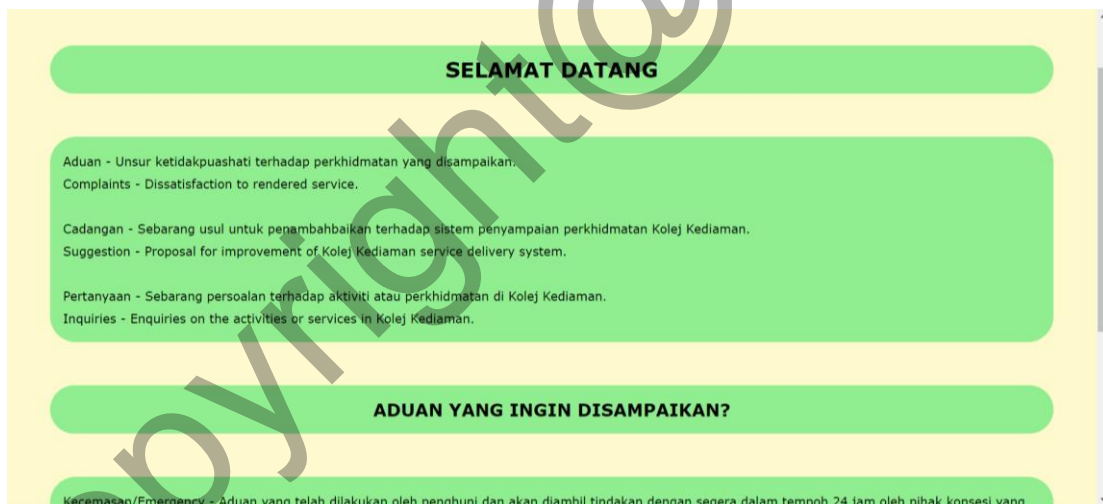 SELAMAT DATANG
Aduan - Unsur ketidakpuashati terhadap perkhidmatan yang disampaikan.
Complaints - Dissatisfaction to rendered service.
Cadangan - Sebarang usul untuk penambahbaikan terhadap sistem penyampaian perkhidmatan Kolej Kediaman.
Suggestion - Proposal for improvement of Kolej Kediaman service delivery system.
Pertanyaan - Sebarang persoalan terhadap aktiviti atau perkhidmatan di Kolej Kediaman.
Inquiries - Enquiries on the activities or services in Kolej Kediaman.
ADUAN YANG INGIN DISAMPAIKAN?
Kecemasan/Emergency - Aduan yang telah dilakukan oleh penghuni dan akan diambil tindakan dengan segera dalam tempoh 24 jam oleh pihak konsesi yang
pyright@